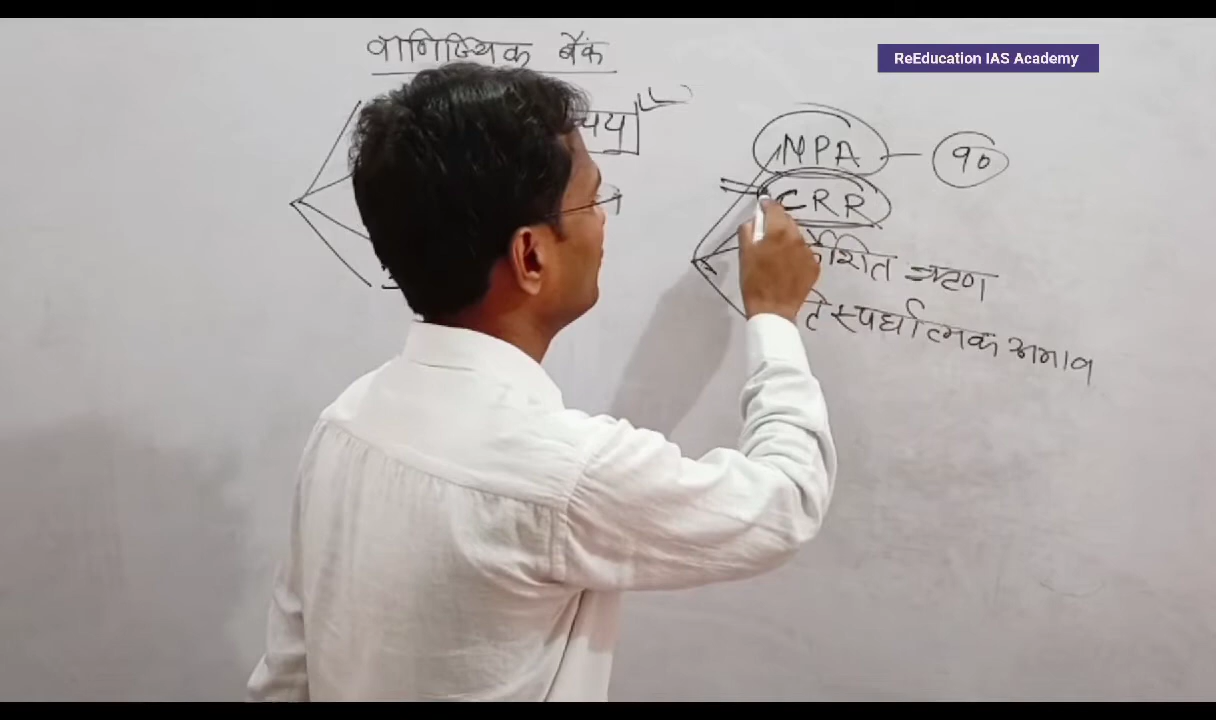 वाणिज्यिक बैंक
ReEducation IAS Academy
NPA — 90
CRR
ऋण
स्पर्धात्मक अभाव